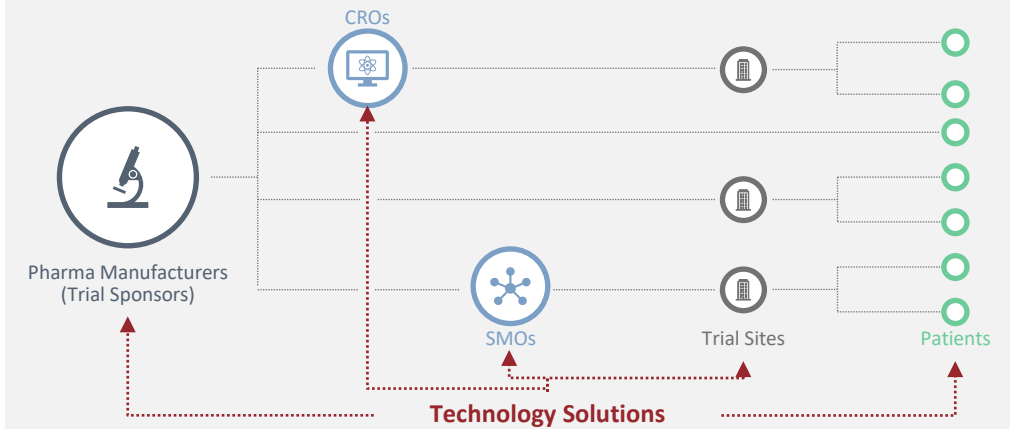 CROs
Pharma Manufacturers
(Trial Sponsors)
SMOs
Trial Sites
Patients
Technology Solutions